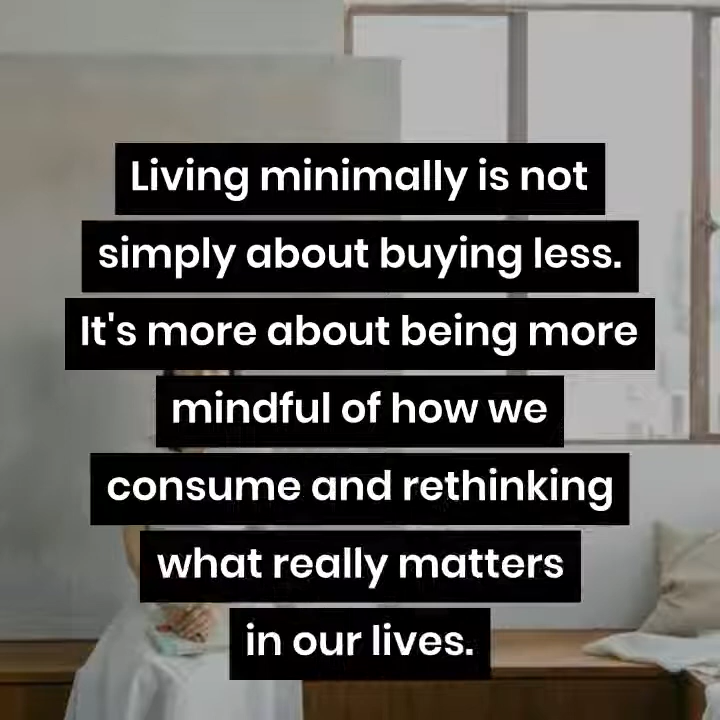 Living minimally is not
simply about buying less.
It's more about being more
mindful of how we
consume and rethinking
what really matters
in our lives.